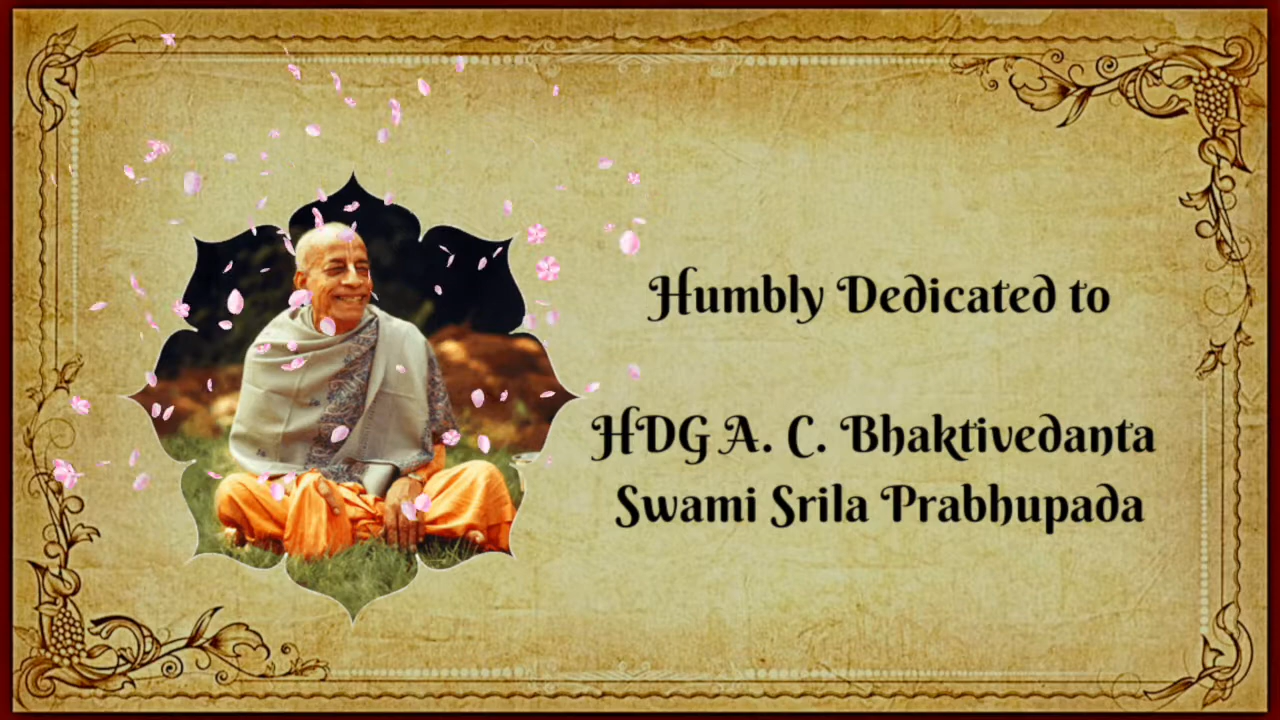 Humbly Dedicated to
HDG A. C. Bhaktivedanta
Swami Srila Prabhupada